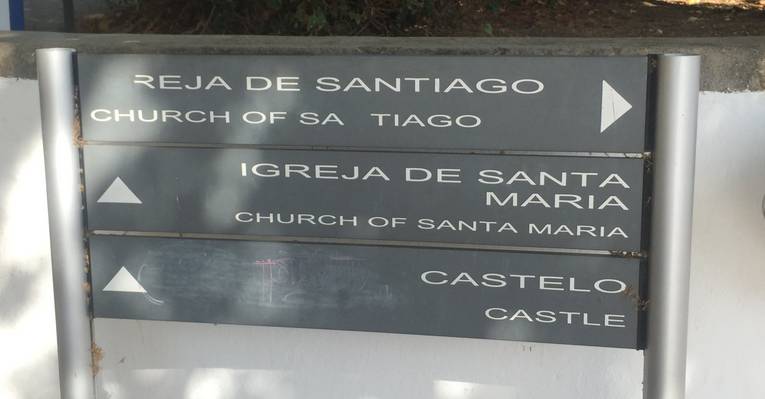 REJA DE SANTIAGO
CHURCH OF SA TIAGO
IGREJA DE SANTA
MARIA
CHURCH OF SANTA MARIA
CASTELO
CASTLE